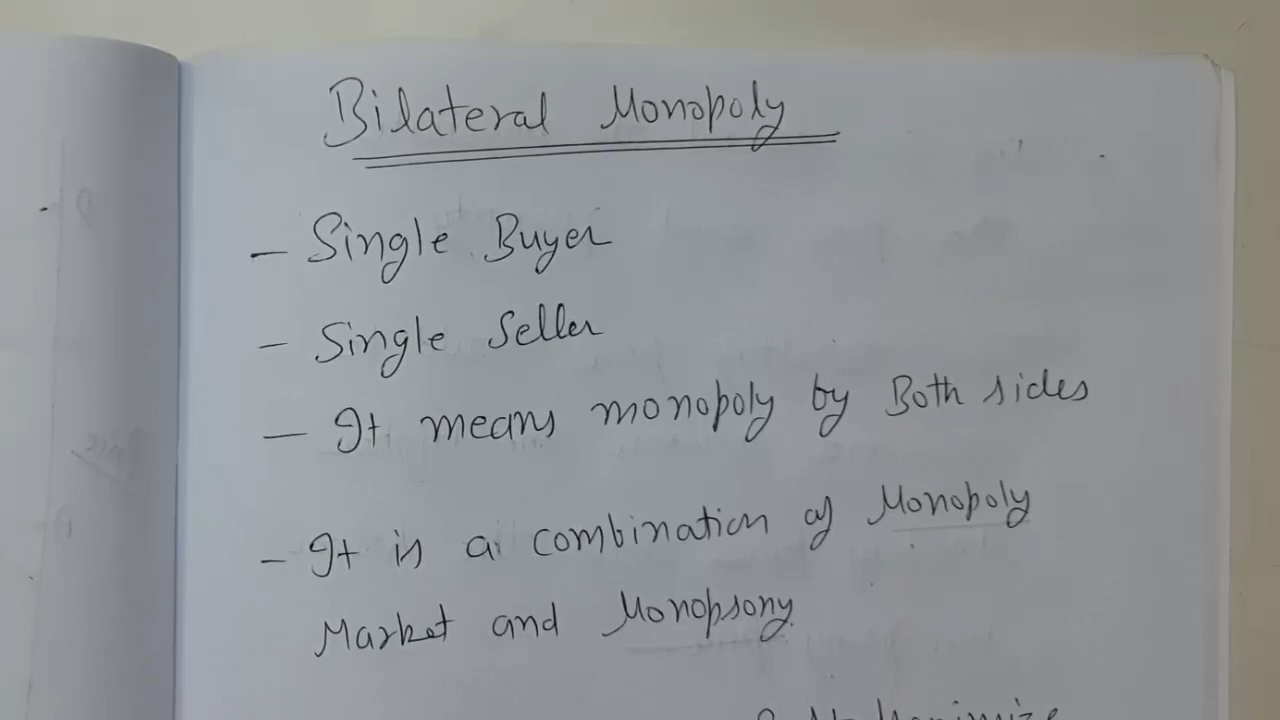 Bilateral Monopoly
- Single Buyer
- Single Seller
- It means monopoly by Both sides
- It is a combination of Monopoly
Market and Monopsony